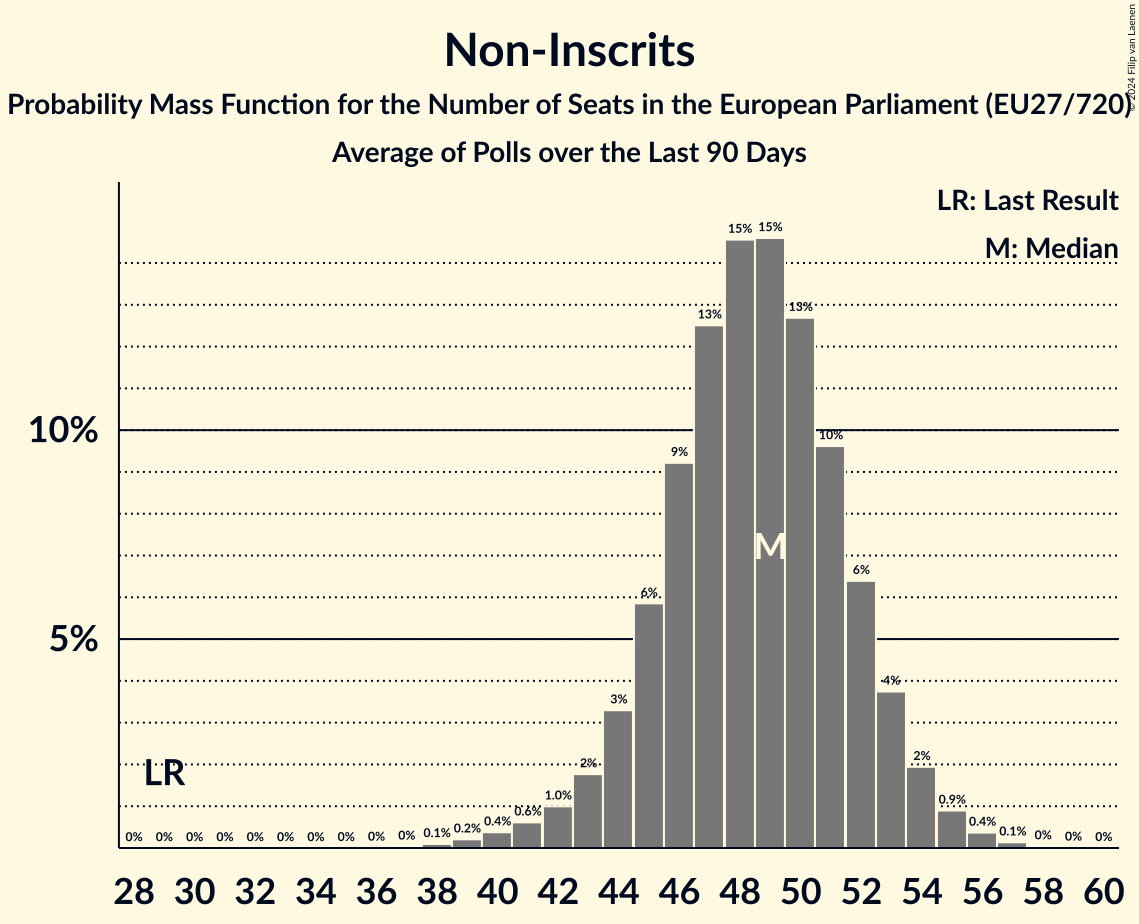 Non-Inscrits
Probability Mass Function for the Number of Seats in the European Parliament (EU27/720)
Average of Polls over the Last 90 Days
© 2024 Filip van Laenen
LR: Last Result
M: Median
15% 15%
13% 13%
10%
10%
9%
M
6% 6%
5%
4%
3%
2% 2%
LR
1.0% 0.9%
0% 0% 0% 0% 0% 0% 0% 0% 0% 0% 0.1% 0.2% 0.4% 0.6% 0.4% 0.1% 0% 0% 0%
28 30 32 34 36 38 40 42 44 46 48 50 52 54 56 58 60